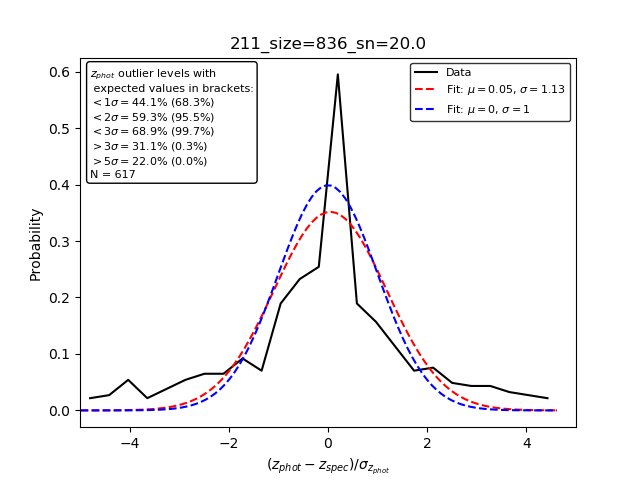 211_size=836_sn=20.0
z_phot outlier levels with
expected values in brackets:
< 1σ = 44.1% (68.3%)
< 2σ = 59.3% (95.5%)
< 3σ = 68.9% (99.7%)
> 3σ = 31.1% (0.3%)
> 5σ = 22.0% (0.0%)
N = 617
Data
Fit: μ = 0.05, σ = 1.13
Fit: μ = 0, σ = 1
Probability
0.6
0.5
0.4
0.3
0.2
0.1
0.0
−4 −2 0 2 4
(z_phot − z_spec)/σ_z_phot